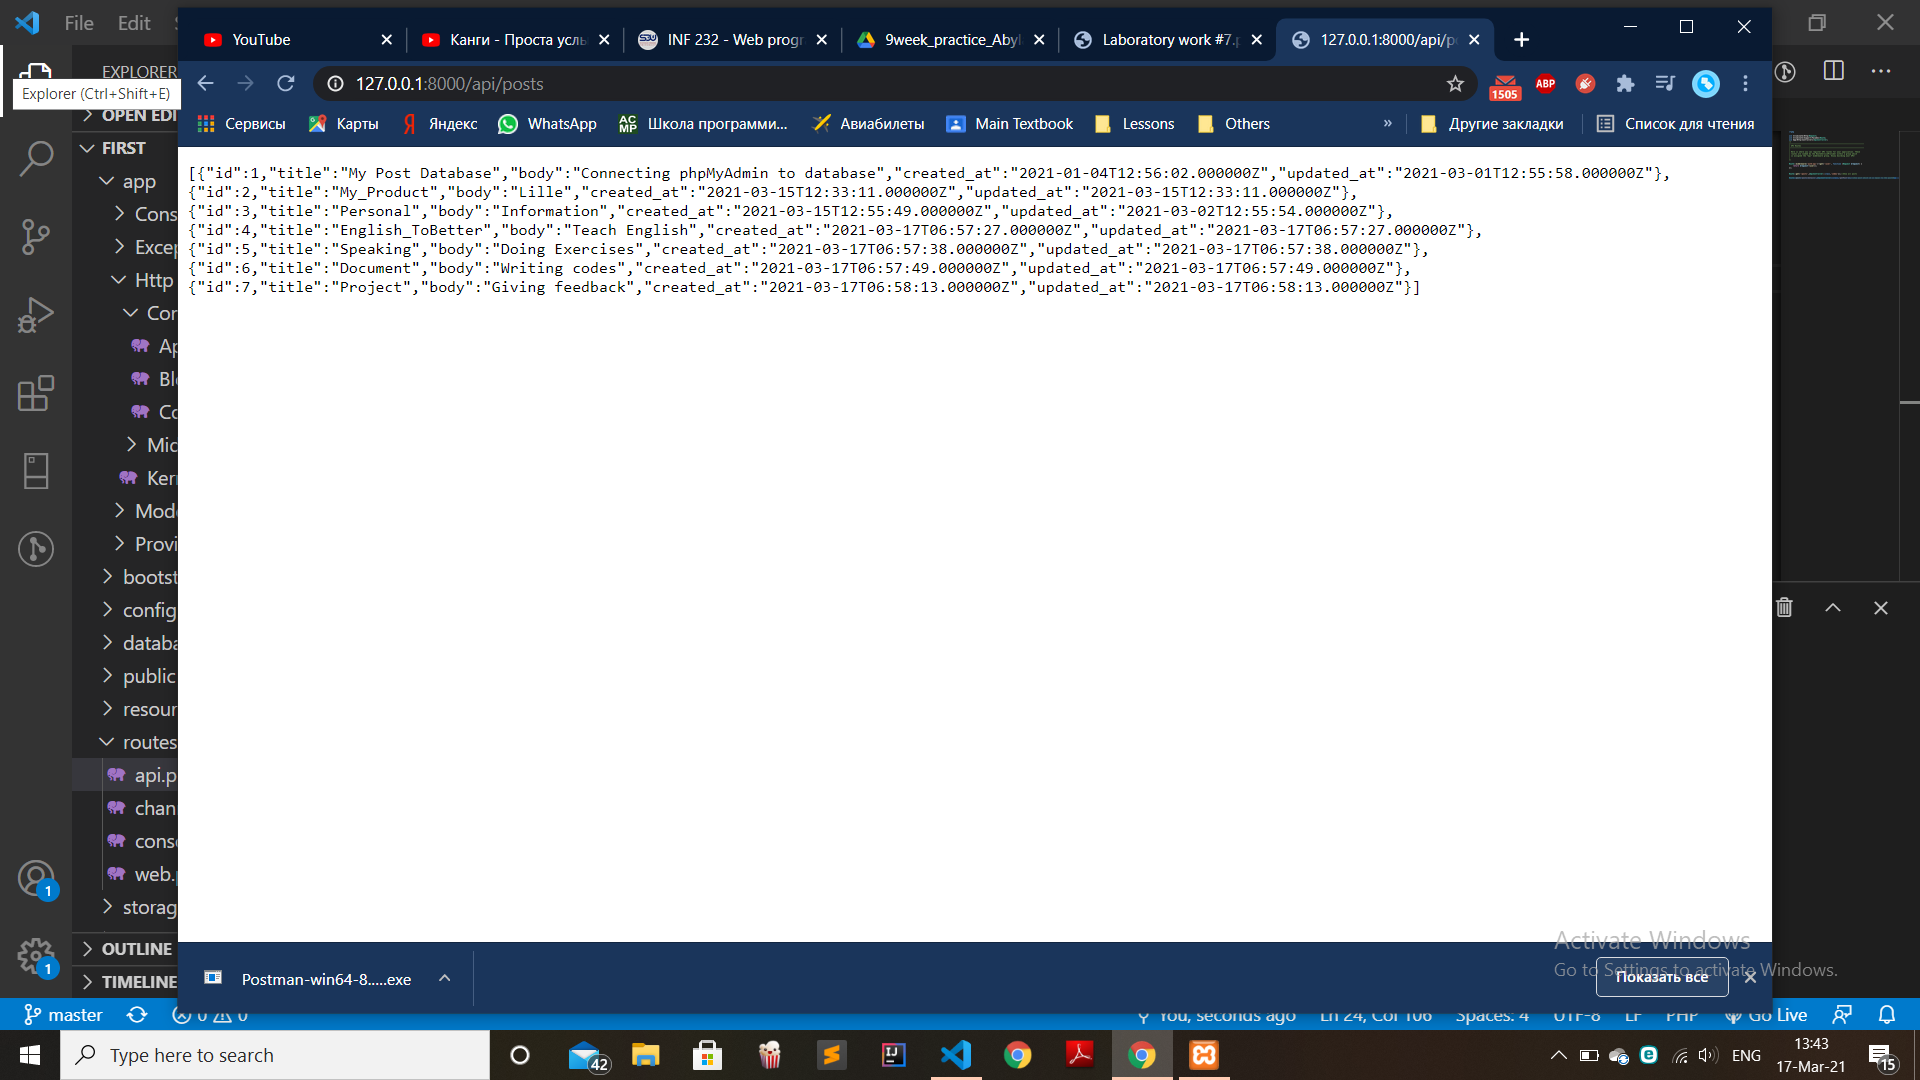 File
Edit
YouTube
Канги - Проста усль
INF 232 - Web progr
9week_practice_Abyl
Laboratory work #7.p
127.0.0.1:8000/api/po
EXPLORER
Explorer (Ctrl+Shift+E)
127.0.0.1:8000/api/posts
1505
ABP
OPEN EDI
Сервисы
Карты
Яндекс
WhatsApp
AC MP
Школа программи...
Авиабилеты
Main Textbook
Lessons
Others
»
Другие закладки
Список для чтения
FIRST
app
Cons
Excep
Http
Cor
Ap
Blo
Co
Mic
Kerr
Mode
Provi
bootst
config
databa
public
resour
routes
api.p
chan
conso
web.p
storag
OUTLINE
TIMELINE
[{"id":1,"title":"My Post Database","body":"Connecting phpMyAdmin to database","created_at":"2021-01-04T12:56:02.000000Z","updated_at":"2021-03-01T12:55:58.000000Z"},
{"id":2,"title":"My_Product","body":"Lille","created_at":"2021-03-15T12:33:11.000000Z","updated_at":"2021-03-15T12:33:11.000000Z"},
{"id":3,"title":"Personal","body":"Information","created_at":"2021-03-15T12:55:49.000000Z","updated_at":"2021-03-02T12:55:54.000000Z"},
{"id":4,"title":"English_ToBetter","body":"Teach English","created_at":"2021-03-17T06:57:27.000000Z","updated_at":"2021-03-17T06:57:27.000000Z"},
{"id":5,"title":"Speaking","body":"Doing Exercises","created_at":"2021-03-17T06:57:38.000000Z","updated_at":"2021-03-17T06:57:38.000000Z"},
{"id":6,"title":"Document","body":"Writing codes","created_at":"2021-03-17T06:57:49.000000Z","updated_at":"2021-03-17T06:57:49.000000Z"},
{"id":7,"title":"Project","body":"Giving feedback","created_at":"2021-03-17T06:58:13.000000Z","updated_at":"2021-03-17T06:58:13.000000Z"}]
1
1
Activate Windows
Go to Settings to activate Windows.
Postman-win64-8.....exe
Показать все
master
0
0
You, seconds ago
Ln 24, Col 106
Spaces: 4
UTF-8
LF
PHP
Go Live
Type here to search
42
ENG
13:43
17-Mar-21
15